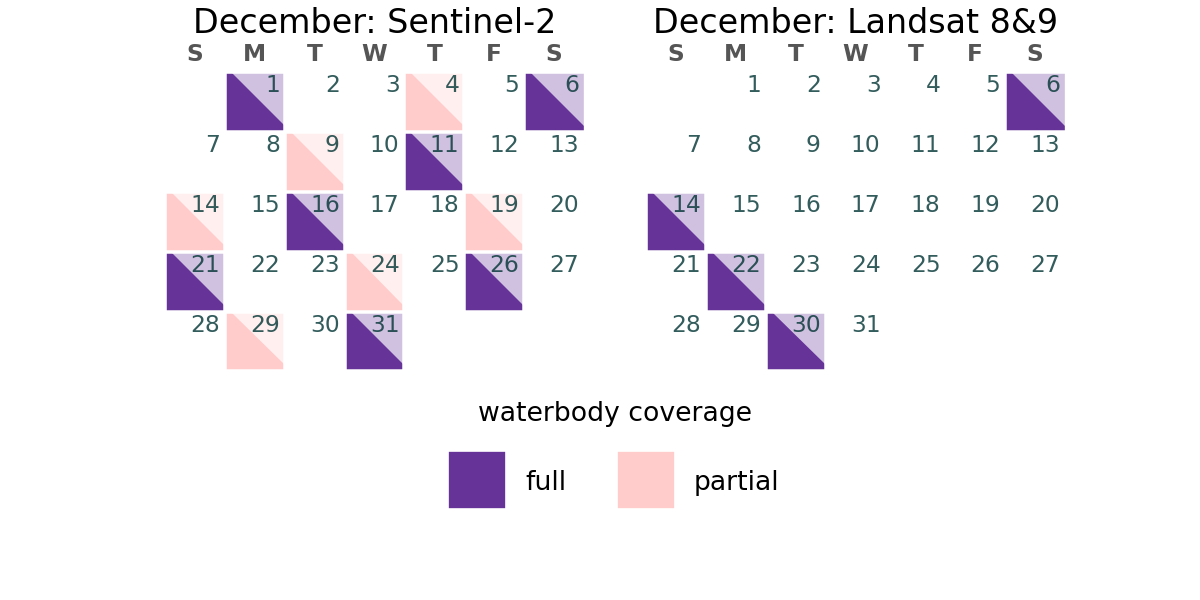 December: Sentinel-2
S M T W T F S
1 2 3 4 5 6
7 8 9 10 11 12 13
14 15 16 17 18 19 20
21 22 23 24 25 26 27
28 29 30 31
December: Landsat 8&9
S M T W T F S
1 2 3 4 5 6
7 8 9 10 11 12 13
14 15 16 17 18 19 20
21 22 23 24 25 26 27
28 29 30 31
waterbody coverage
full partial